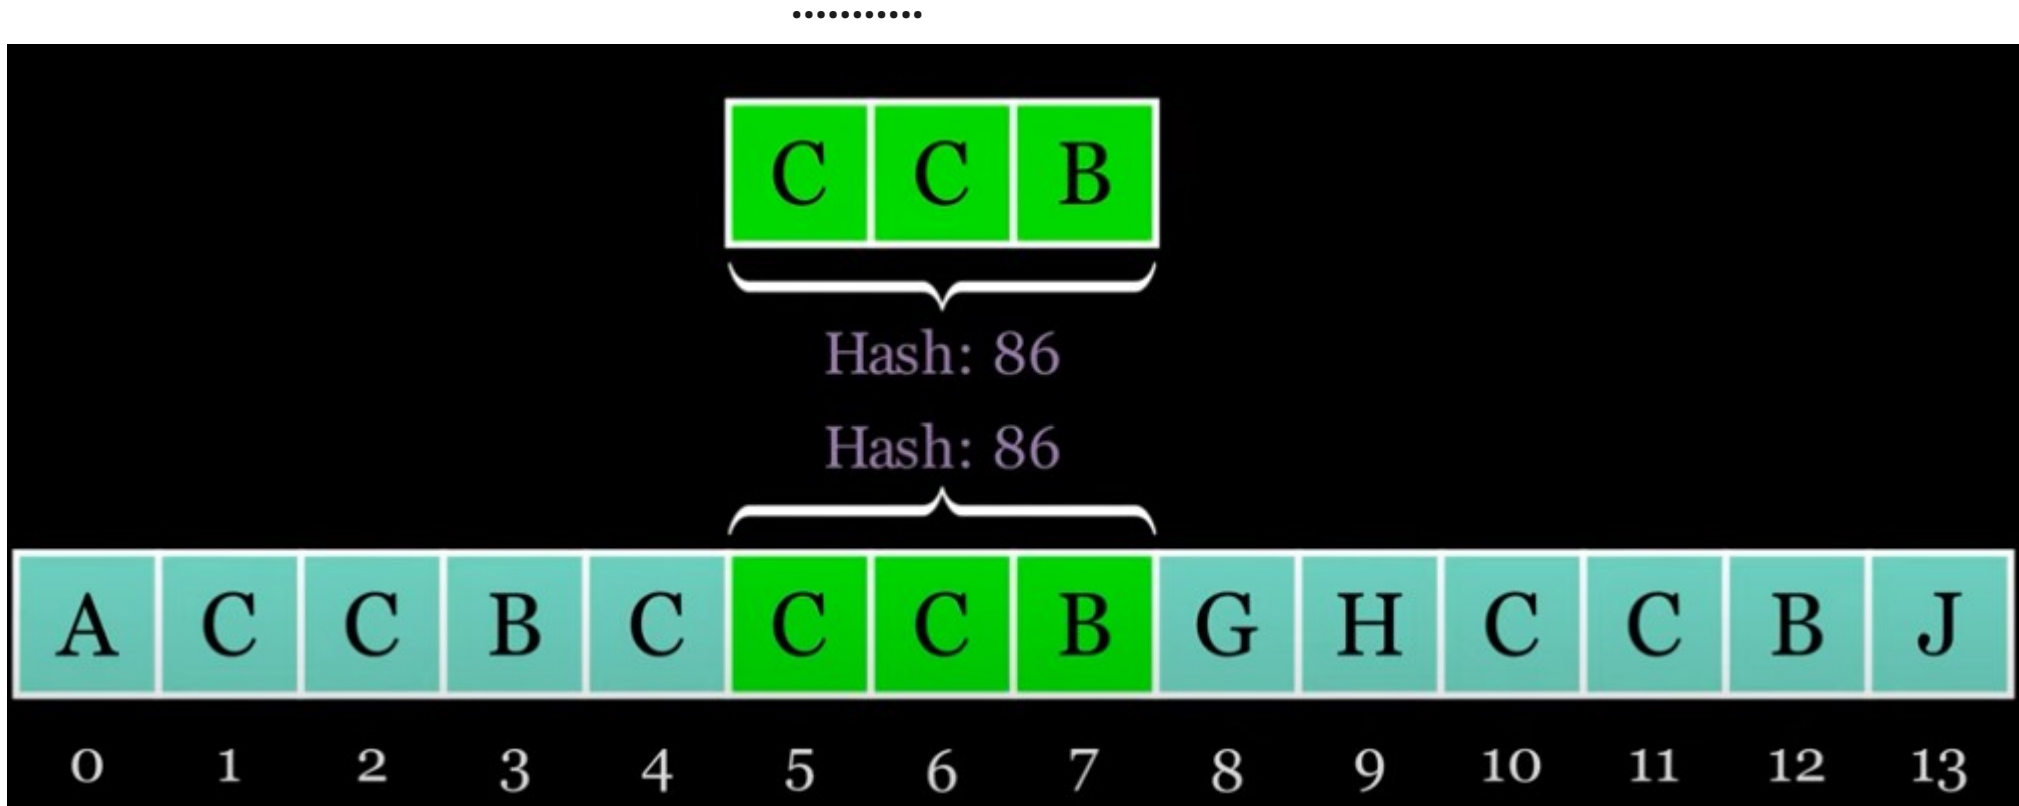 ...........
C C B
Hash: 86
Hash: 86
A C C B C C C B G H C C B J
0 1 2 3 4 5 6 7 8 9 10 11 12 13